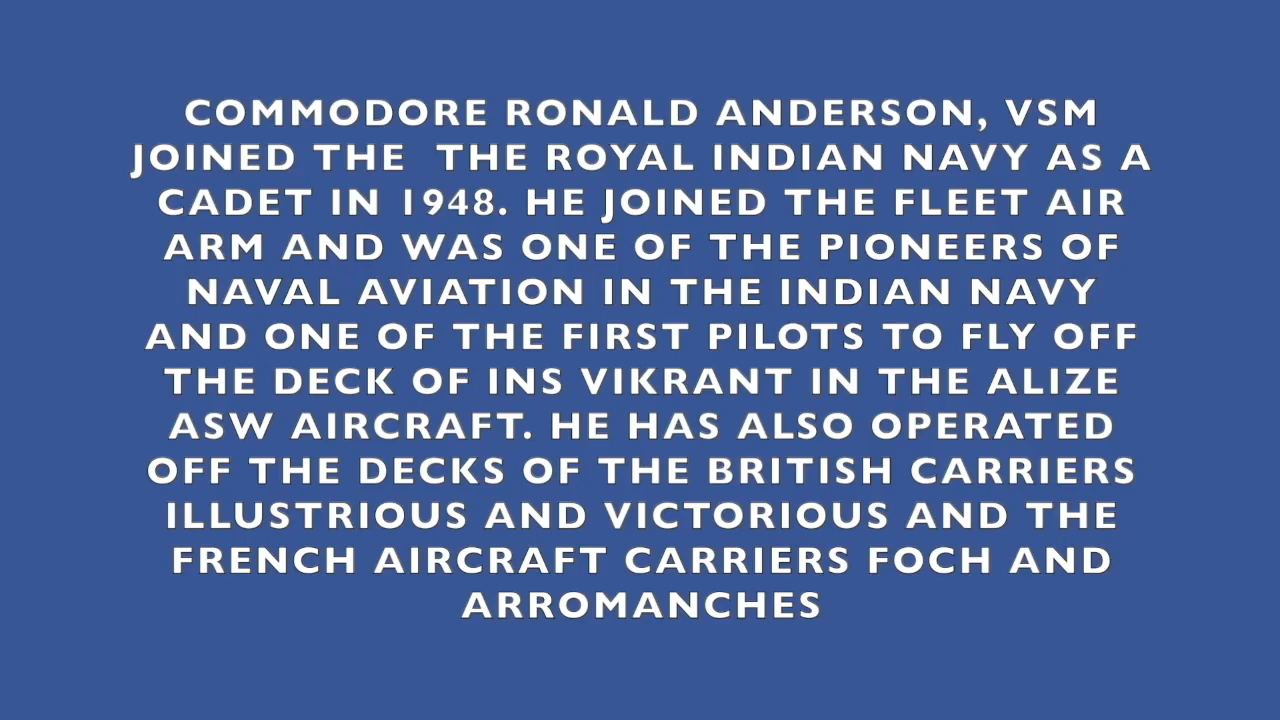 COMMODORE RONALD ANDERSON, VSM
JOINED THE  THE ROYAL INDIAN NAVY AS A
CADET IN 1948. HE JOINED THE FLEET AIR
ARM AND WAS ONE OF THE PIONEERS OF
NAVAL AVIATION IN THE INDIAN NAVY
AND ONE OF THE FIRST PILOTS TO FLY OFF
THE DECK OF INS VIKRANT IN THE ALIZE
ASW AIRCRAFT. HE HAS ALSO OPERATED
OFF THE DECKS OF THE BRITISH CARRIERS
ILLUSTRIOUS AND VICTORIOUS AND THE
FRENCH AIRCRAFT CARRIERS FOCH AND
ARROMANCHES